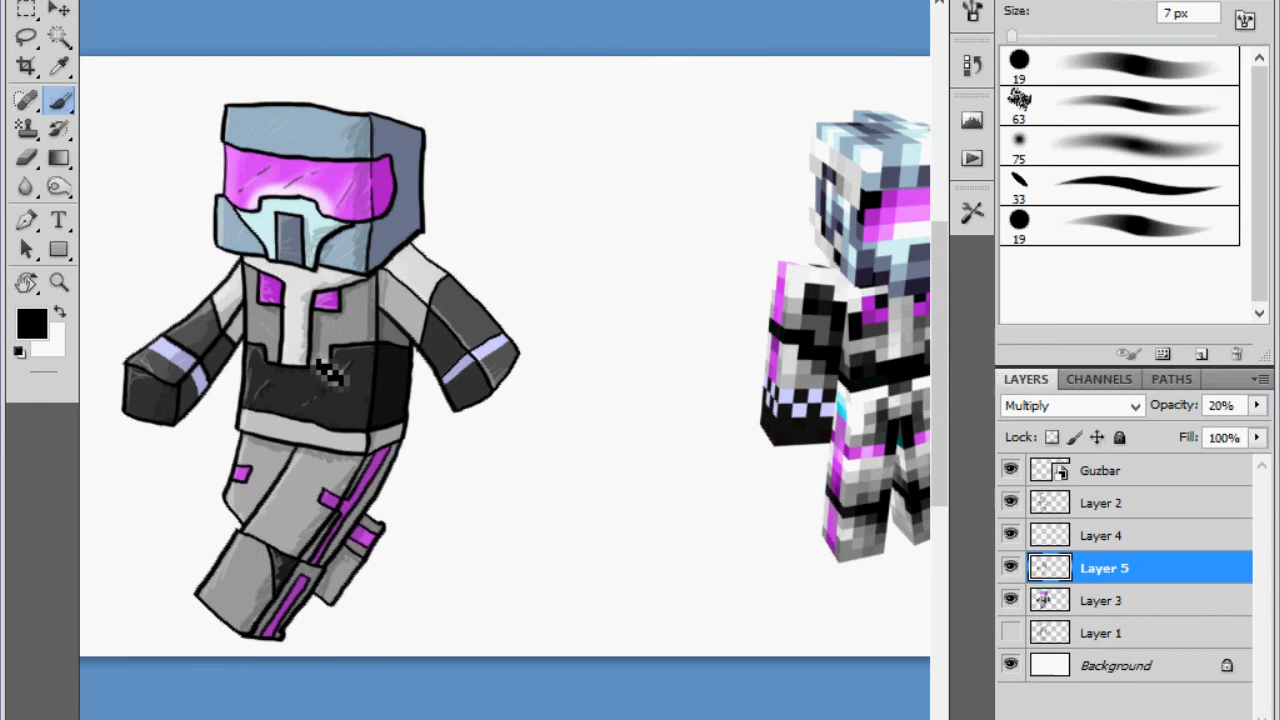 Size: 7 px
19
63
75
33
19
LAYERS CHANNELS PATHS
Multiply Opacity: 20%
Lock: Fill: 100%
Guzbar
Layer 2
Layer 4
Layer 5
Layer 3
Layer 1
Background
T